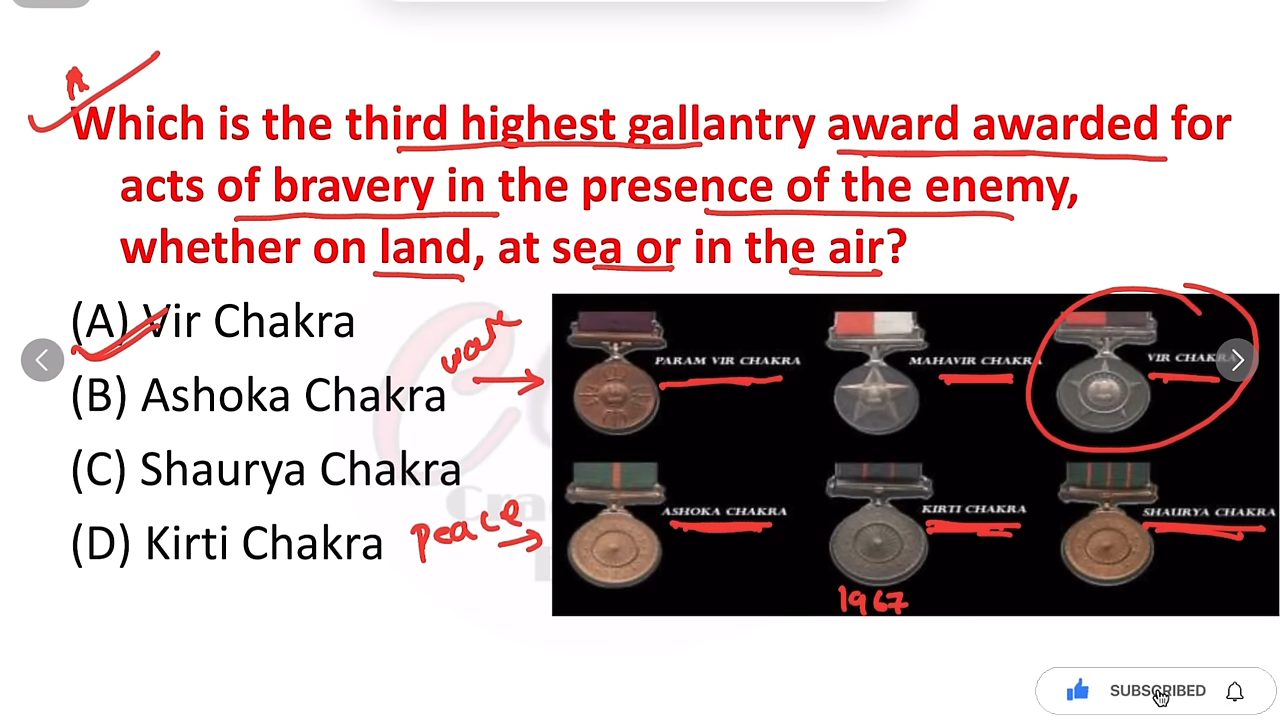 Which is the third highest gallantry award awarded for
acts of bravery in the presence of the enemy,
whether on land, at sea or in the air?
(A) Vir Chakra
(B) Ashoka Chakra
(C) Shaurya Chakra
(D) Kirti Chakra
war
peace
PARAM VIR CHAKRA
MAHAVIR CHAKRA
VIR CHAKRA
ASHOKA CHAKRA
KIRTI CHAKRA
SHAURYA CHAKRA
1967
SUBSCRIBED